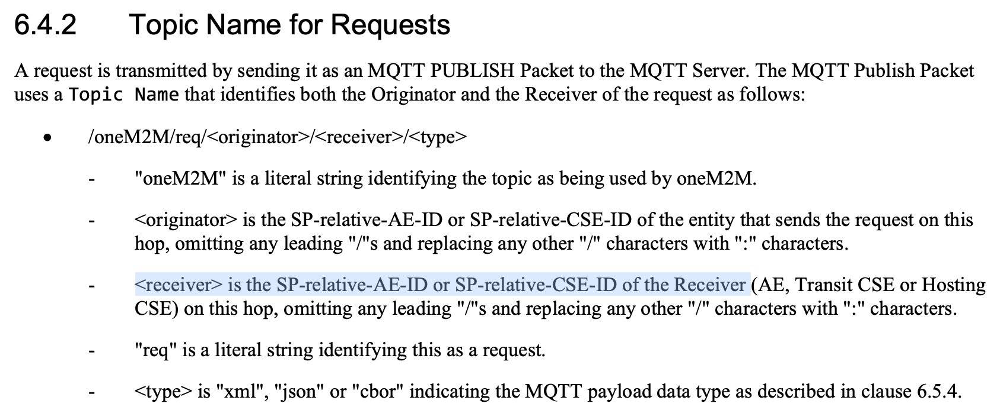 6.4.2 Topic Name for Requests
A request is transmitted by sending it as an MQTT PUBLISH Packet to the MQTT Server. The MQTT Publish Packet
uses a Topic Name that identifies both the Originator and the Receiver of the request as follows:
• /oneM2M/req/<originator>/<receiver>/<type>
- "oneM2M" is a literal string identifying the topic as being used by oneM2M.
- <originator> is the SP-relative-AE-ID or SP-relative-CSE-ID of the entity that sends the request on this
hop, omitting any leading "/"s and replacing any other "/" characters with ":" characters.
- <receiver> is the SP-relative-AE-ID or SP-relative-CSE-ID of the Receiver (AE, Transit CSE or Hosting
CSE) on this hop, omitting any leading "/"s and replacing any other "/" characters with ":" characters.
- "req" is a literal string identifying this as a request.
- <type> is "xml", "json" or "cbor" indicating the MQTT payload data type as described in clause 6.5.4.